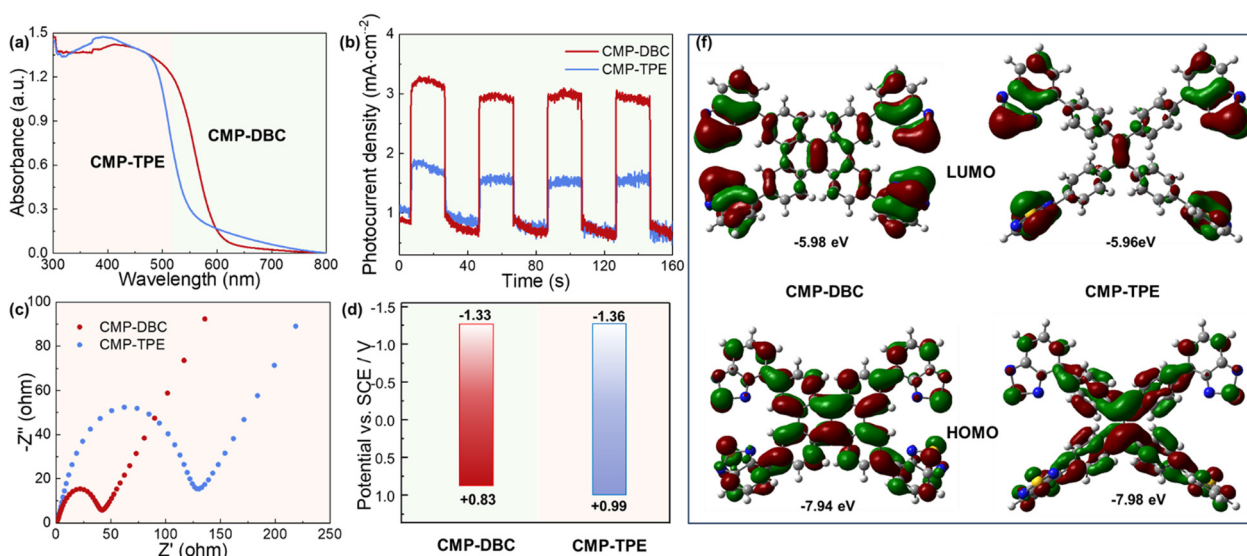 (a)
1.5
1.2
0.9
0.6
0.3
0.0
Absorbance (a.u.)
CMP-DBC
CMP-TPE
300 400 500 600 700 800
Wavelength (nm)
(b)
4
3
2
1
Photocurrent density (mA·cm⁻²)
CMP-DBC
CMP-TPE
0 40 80 120 160
Time (s)
(c)
100
80
60
40
20
0
-Z'' (ohm)
CMP-DBC
CMP-TPE
0 50 100 150 200 250
Z' (ohm)
(d)
-1.5
-1.0
-0.5
0.0
0.5
1.0
Potential vs. SCE / V
-1.33
-1.36
+0.83
+0.99
CMP-DBC
CMP-TPE
(f)
LUMO
-5.98 eV
-5.96eV
CMP-DBC
CMP-TPE
HOMO
-7.94 eV
-7.98 eV